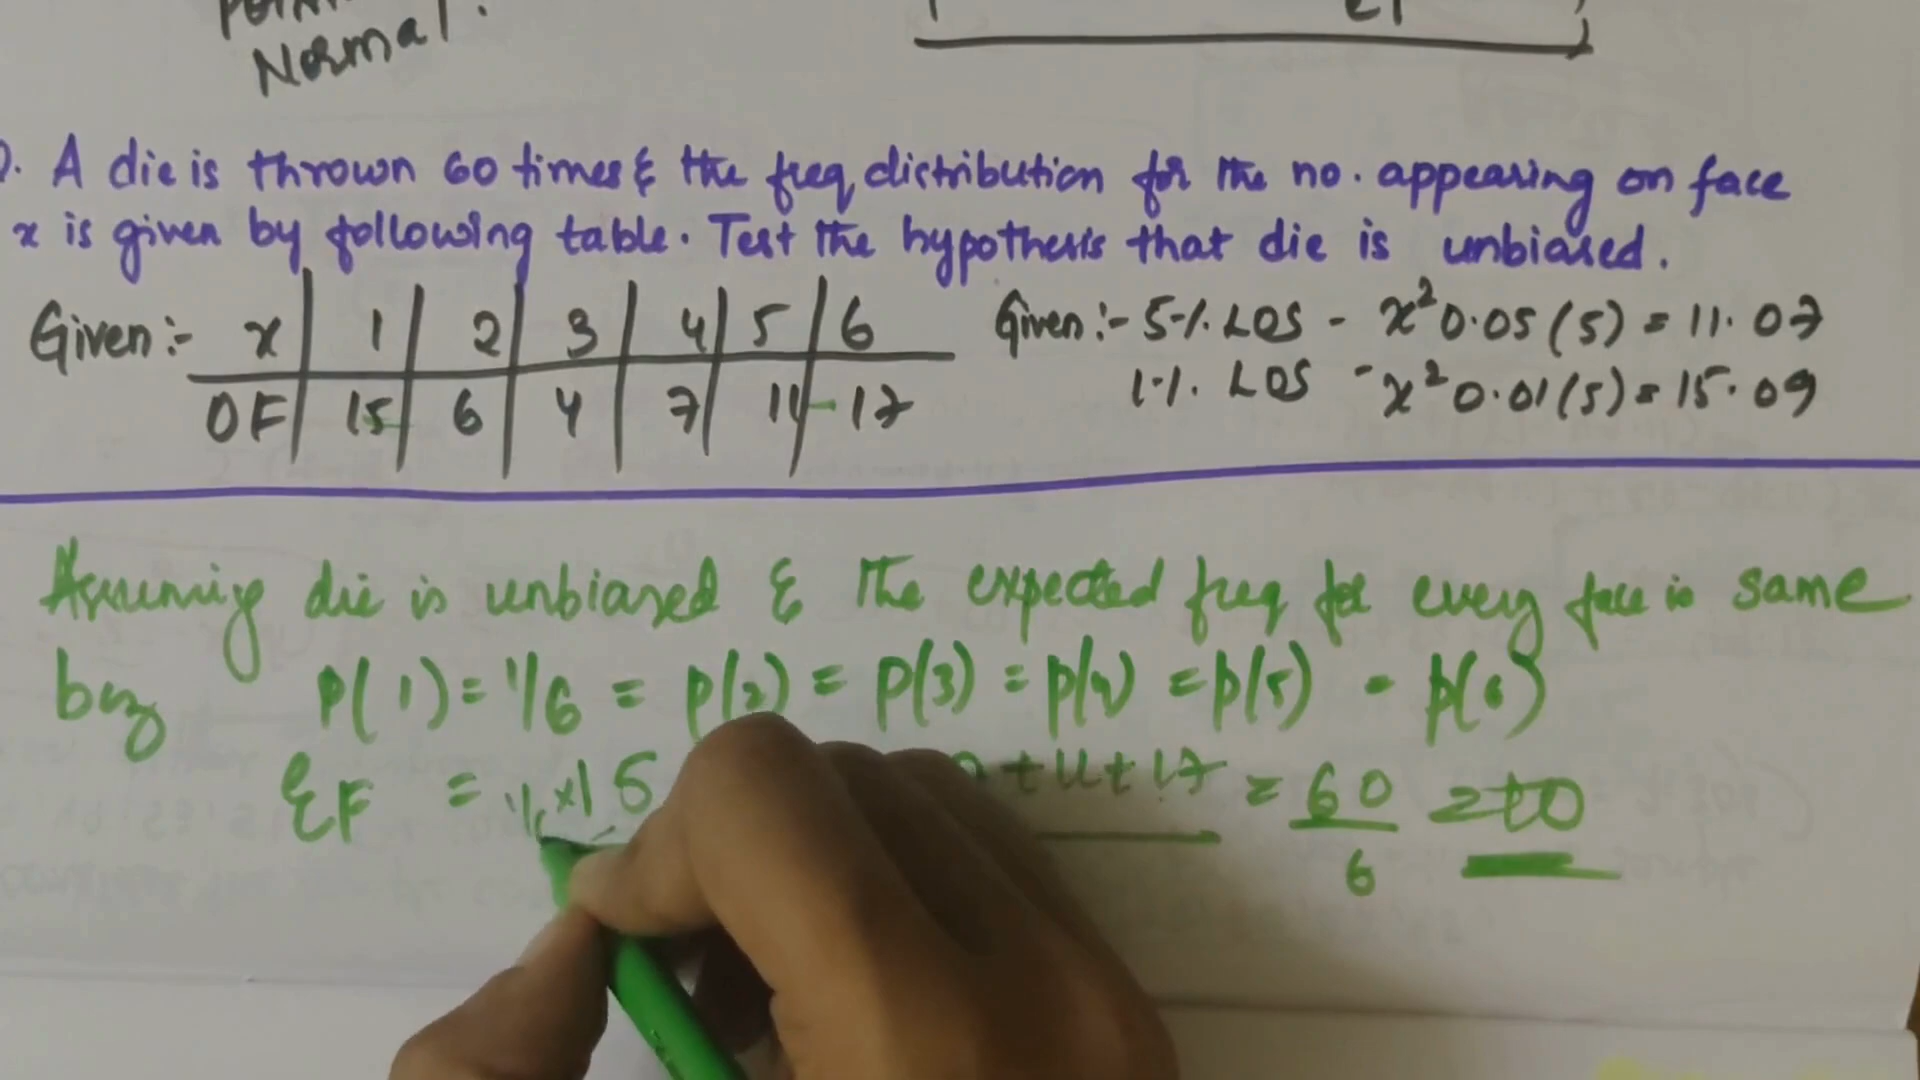 Normal.
A die is thrown 60 times & the freq distribution for the no. appearing on face
x is given by following table. Test the hypothesis that die is unbiased.
Given:- x 1 2 3 4 5 6
OF 15 6 4 7 11 17
Given:- 5%. LOS - x² 0.05 (5) = 11.07
1%. LOS - x² 0.01 (5) = 15.09
Assuming die is unbiased & the expected freq for every face is same
P(1) = 1/6 = P(2) = P(3) = P(4) = P(5) = P(6)
EF = 1/6 × 15 + 11 + 17 = 60/6 = 10